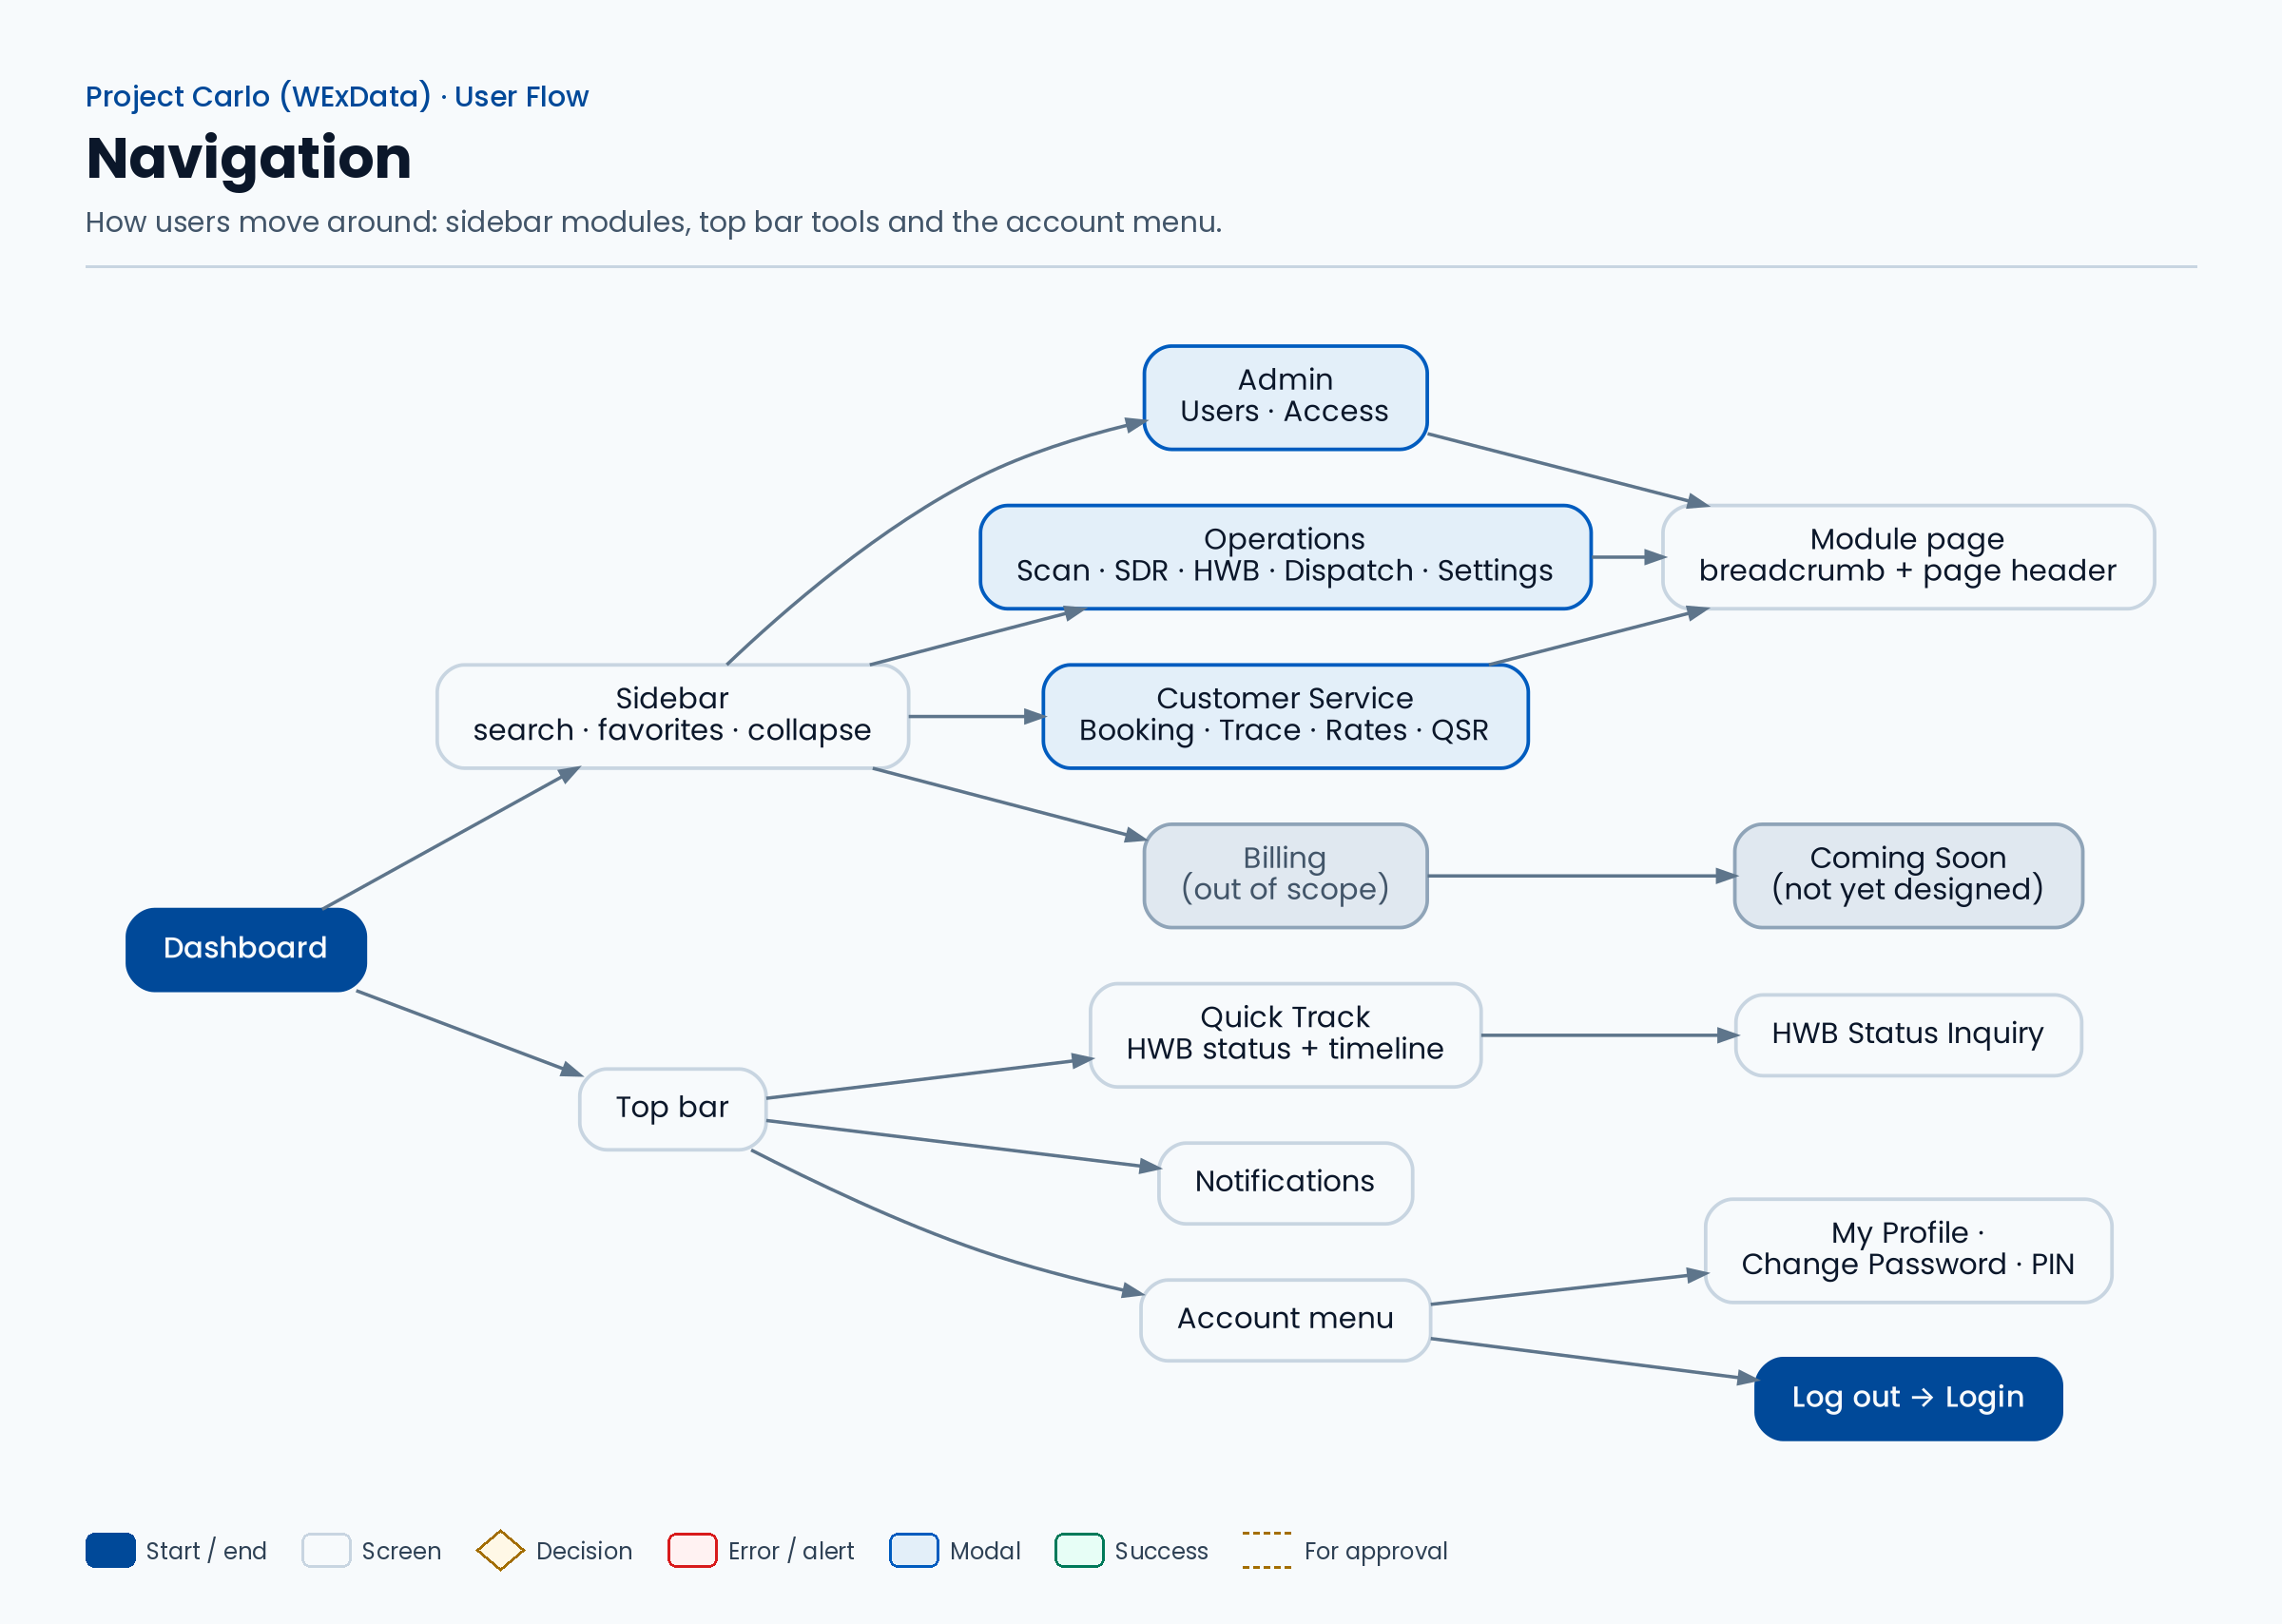 Project Carlo (WExData) · User Flow
Navigation
How users move around: sidebar modules, top bar tools and the account menu.
Admin
Users · Access
Operations
Scan · SDR · HWB · Dispatch · Settings
Module page
breadcrumb + page header
Sidebar
search · favorites · collapse
Customer Service
Booking · Trace · Rates · QSR
Billing
(out of scope)
Coming Soon
(not yet designed)
Dashboard
Quick Track
HWB status + timeline
HWB Status Inquiry
Top bar
Notifications
My Profile ·
Change Password · PIN
Account menu
Log out → Login
Start / end
Screen
Decision
Error / alert
Modal
Success
For approval